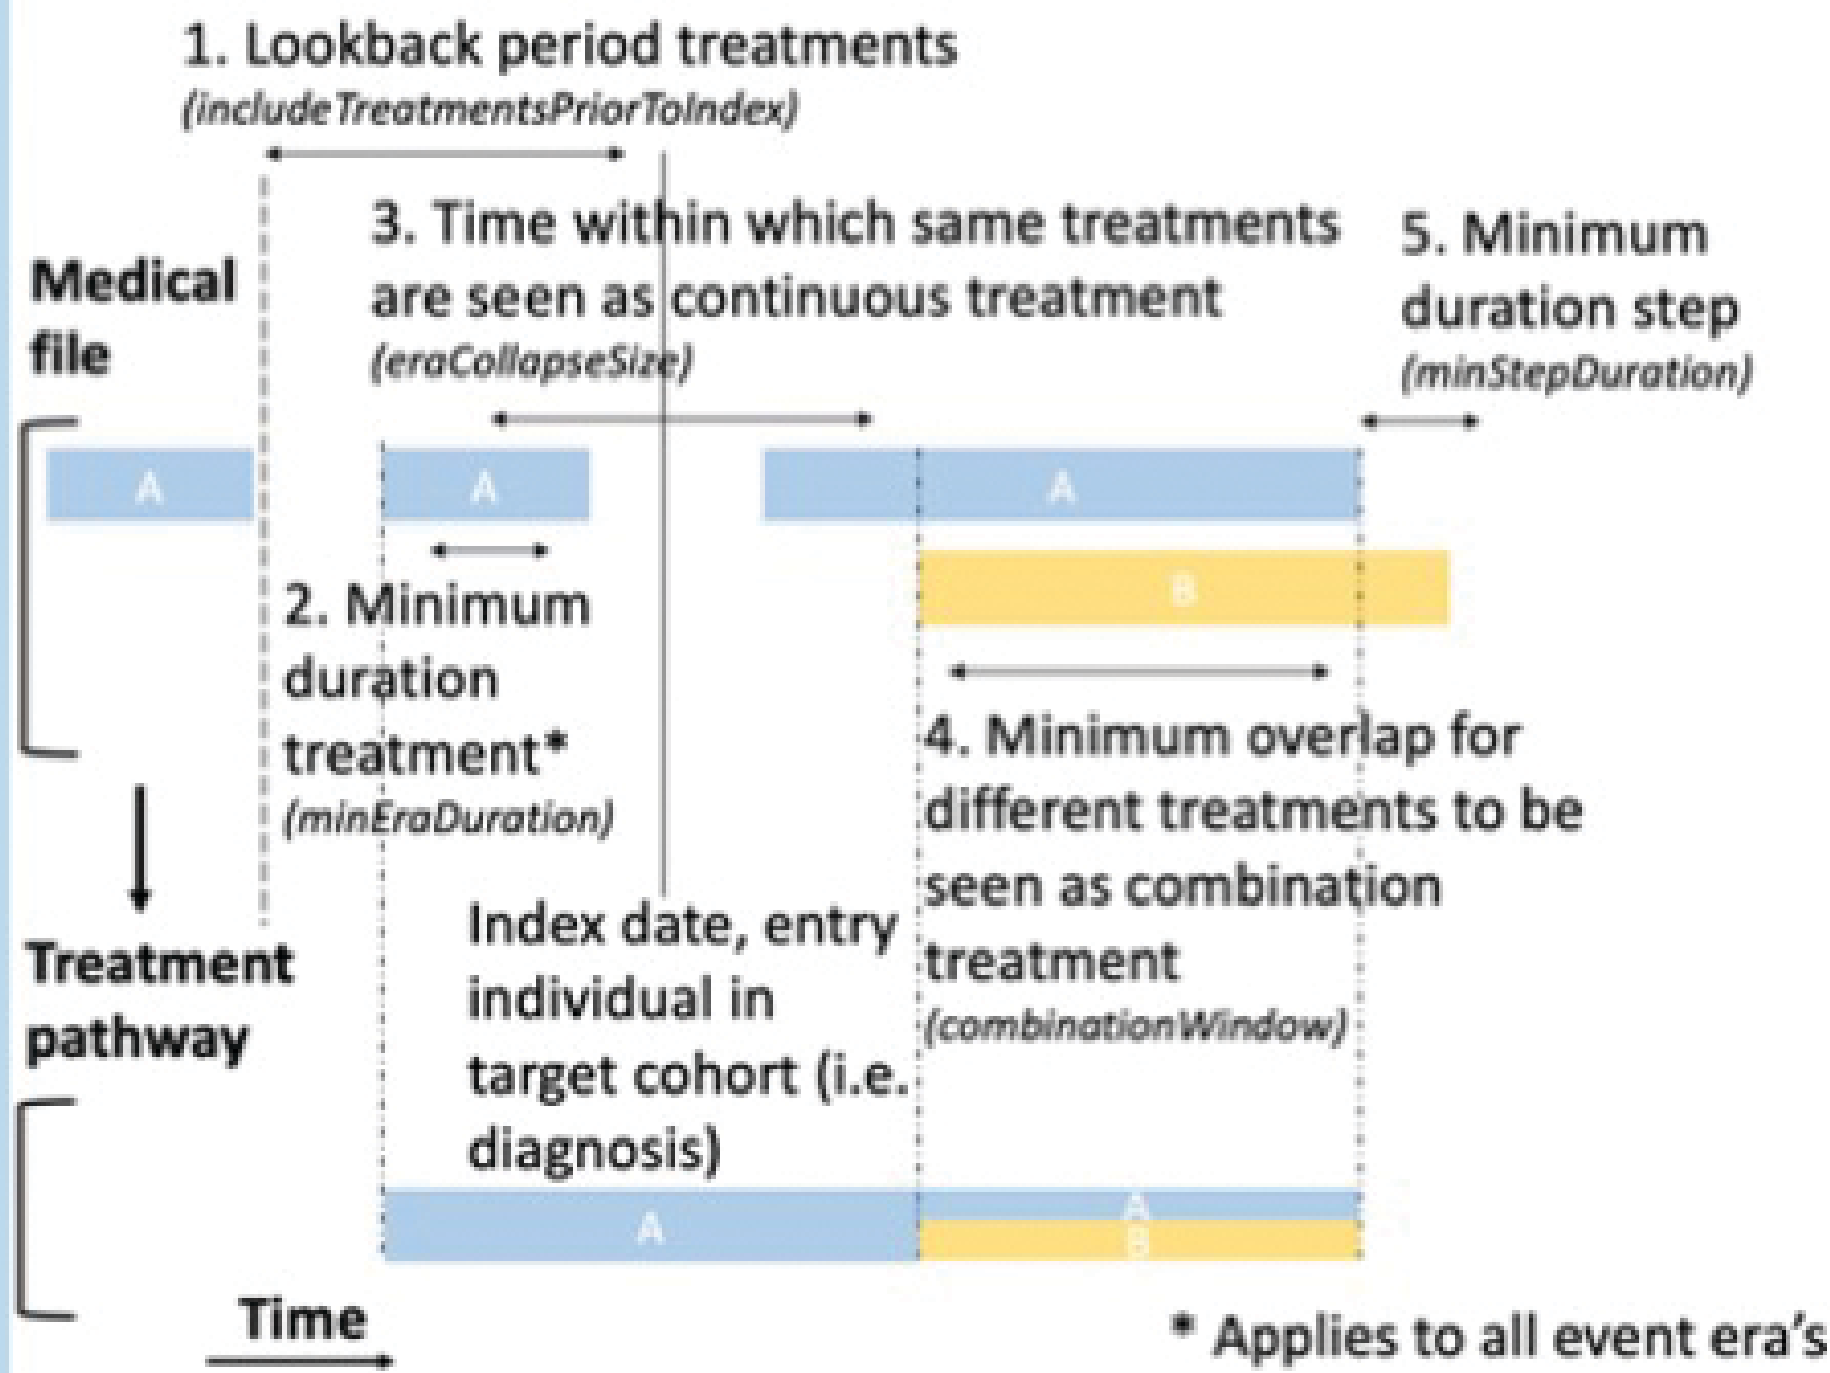 1. Lookback period treatments
(includeTreatmentsPriorToIndex)
3. Time within which same treatments
are seen as continuous treatment
(eraCollapseSize)
5. Minimum
duration step
(minStepDuration)
Medical
file
A
A
A
B
2. Minimum
duration
treatment*
(minEraDuration)
4. Minimum overlap for
different treatments to be
seen as combination
treatment
(combinationWindow)
Index date, entry
individual in
target cohort (i.e.
diagnosis)
Treatment
pathway
A
A
B
Time
* Applies to all event era's